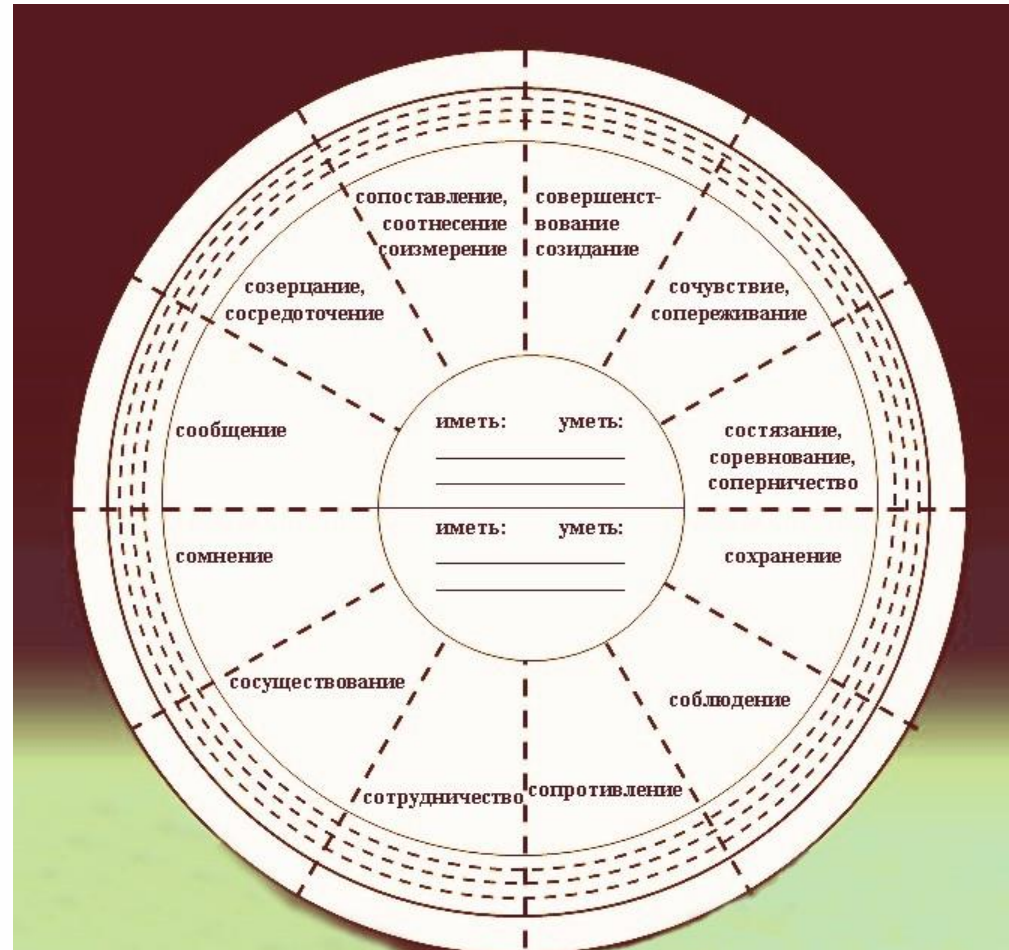 сопоставление,
соотнесение
соизмерение
совершенст-
вование
созидание
созерцание,
сосредоточение
сочувствие,
сопереживание
сообщение
иметь: уметь:
состязание,
соревнование,
соперничество
иметь: уметь:
сомнение
сохранение
сосуществование
соблюдение
сотрудничество
сопротивление